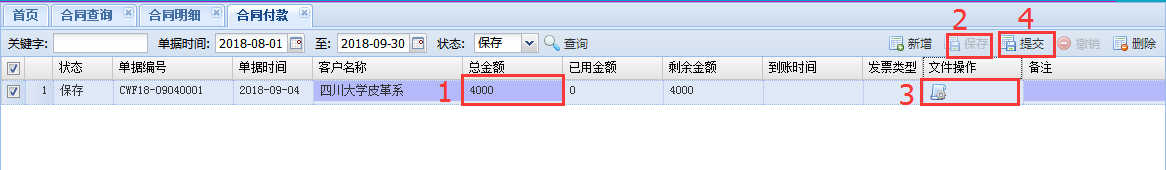 首页 合同查询 合同明细 合同付款
2 4
关键字: 单据时间: 2018-08-01 至: 2018-09-30 状态: 保存 查询 新增 保存 提交 撤销 删除
状态 单据编号 单据时间 客户名称 总金额 已用金额 剩余金额 到账时间 发票类型 文件操作 备注
1 保存 CWF18-09040001 2018-09-04 四川大学皮革系 1 4000 0 4000 3